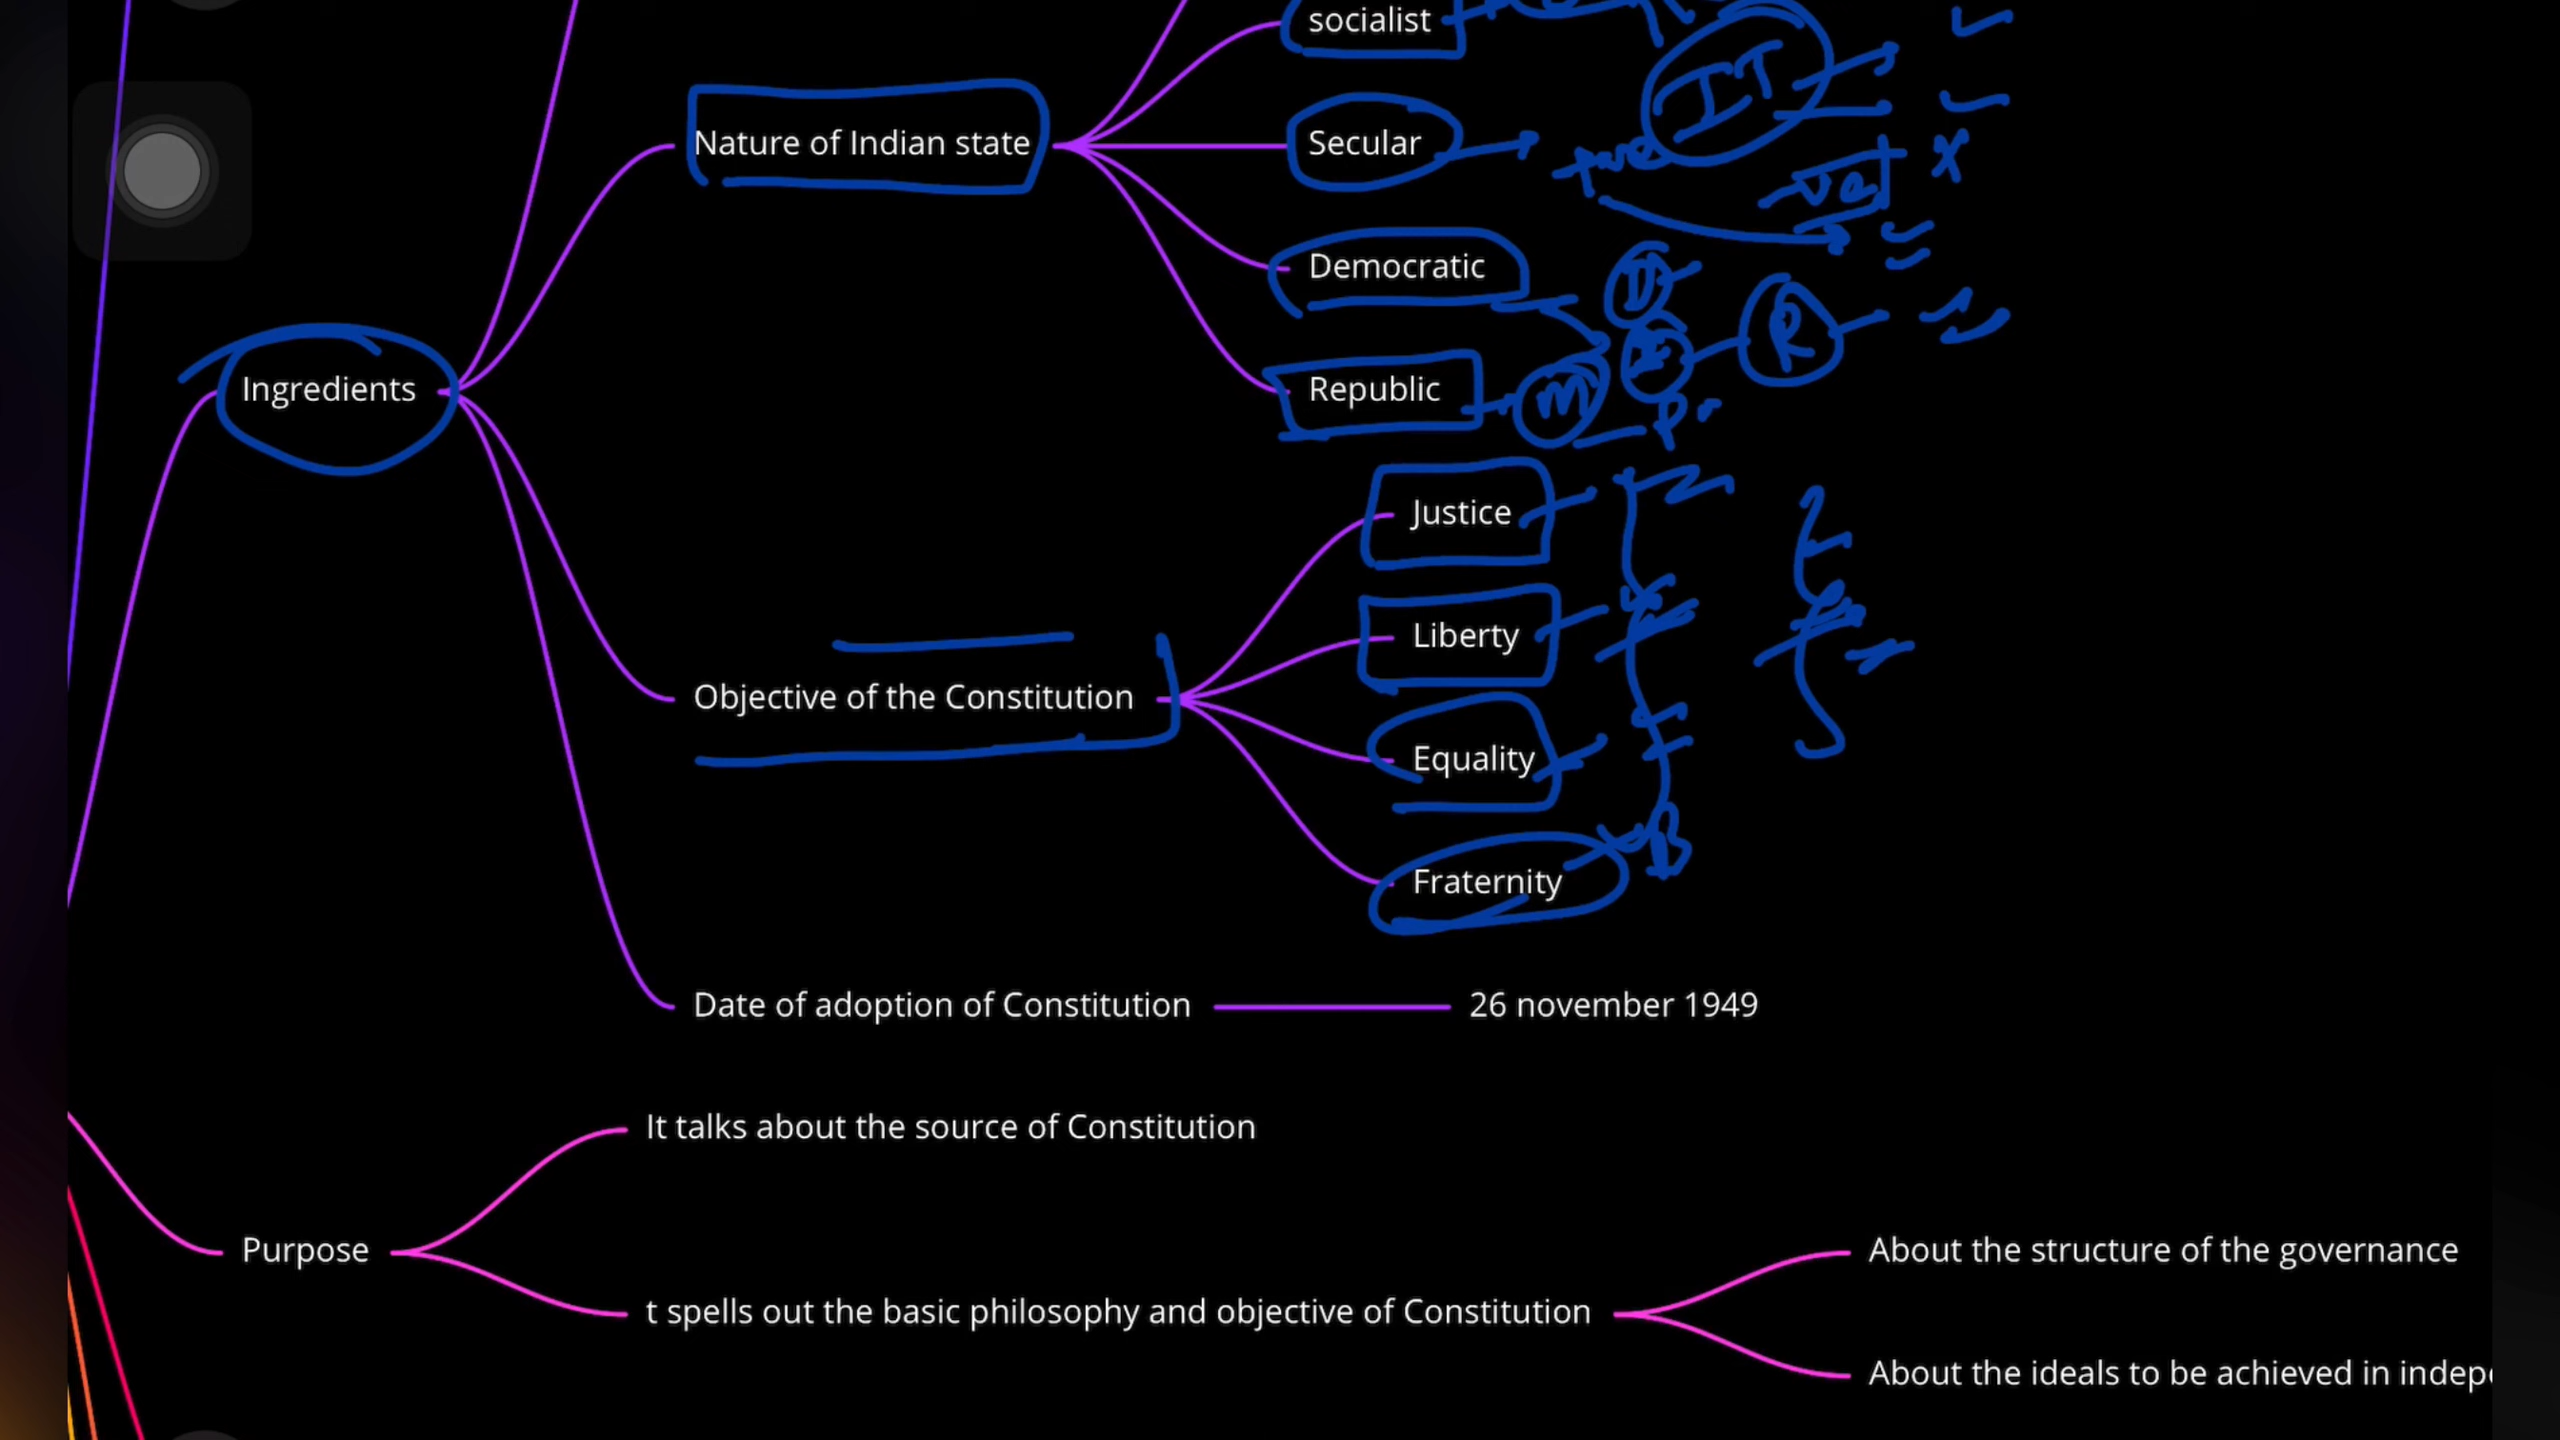 socialist
IT
Nature of Indian state
Secular
Democratic
D
R
Ingredients
Republic
M
Justice
Liberty
Objective of the Constitution
Equality
B
Fraternity
Date of adoption of Constitution
26 november 1949
It talks about the source of Constitution
Purpose
About the structure of the governance
t spells out the basic philosophy and objective of Constitution
About the ideals to be achieved in indep